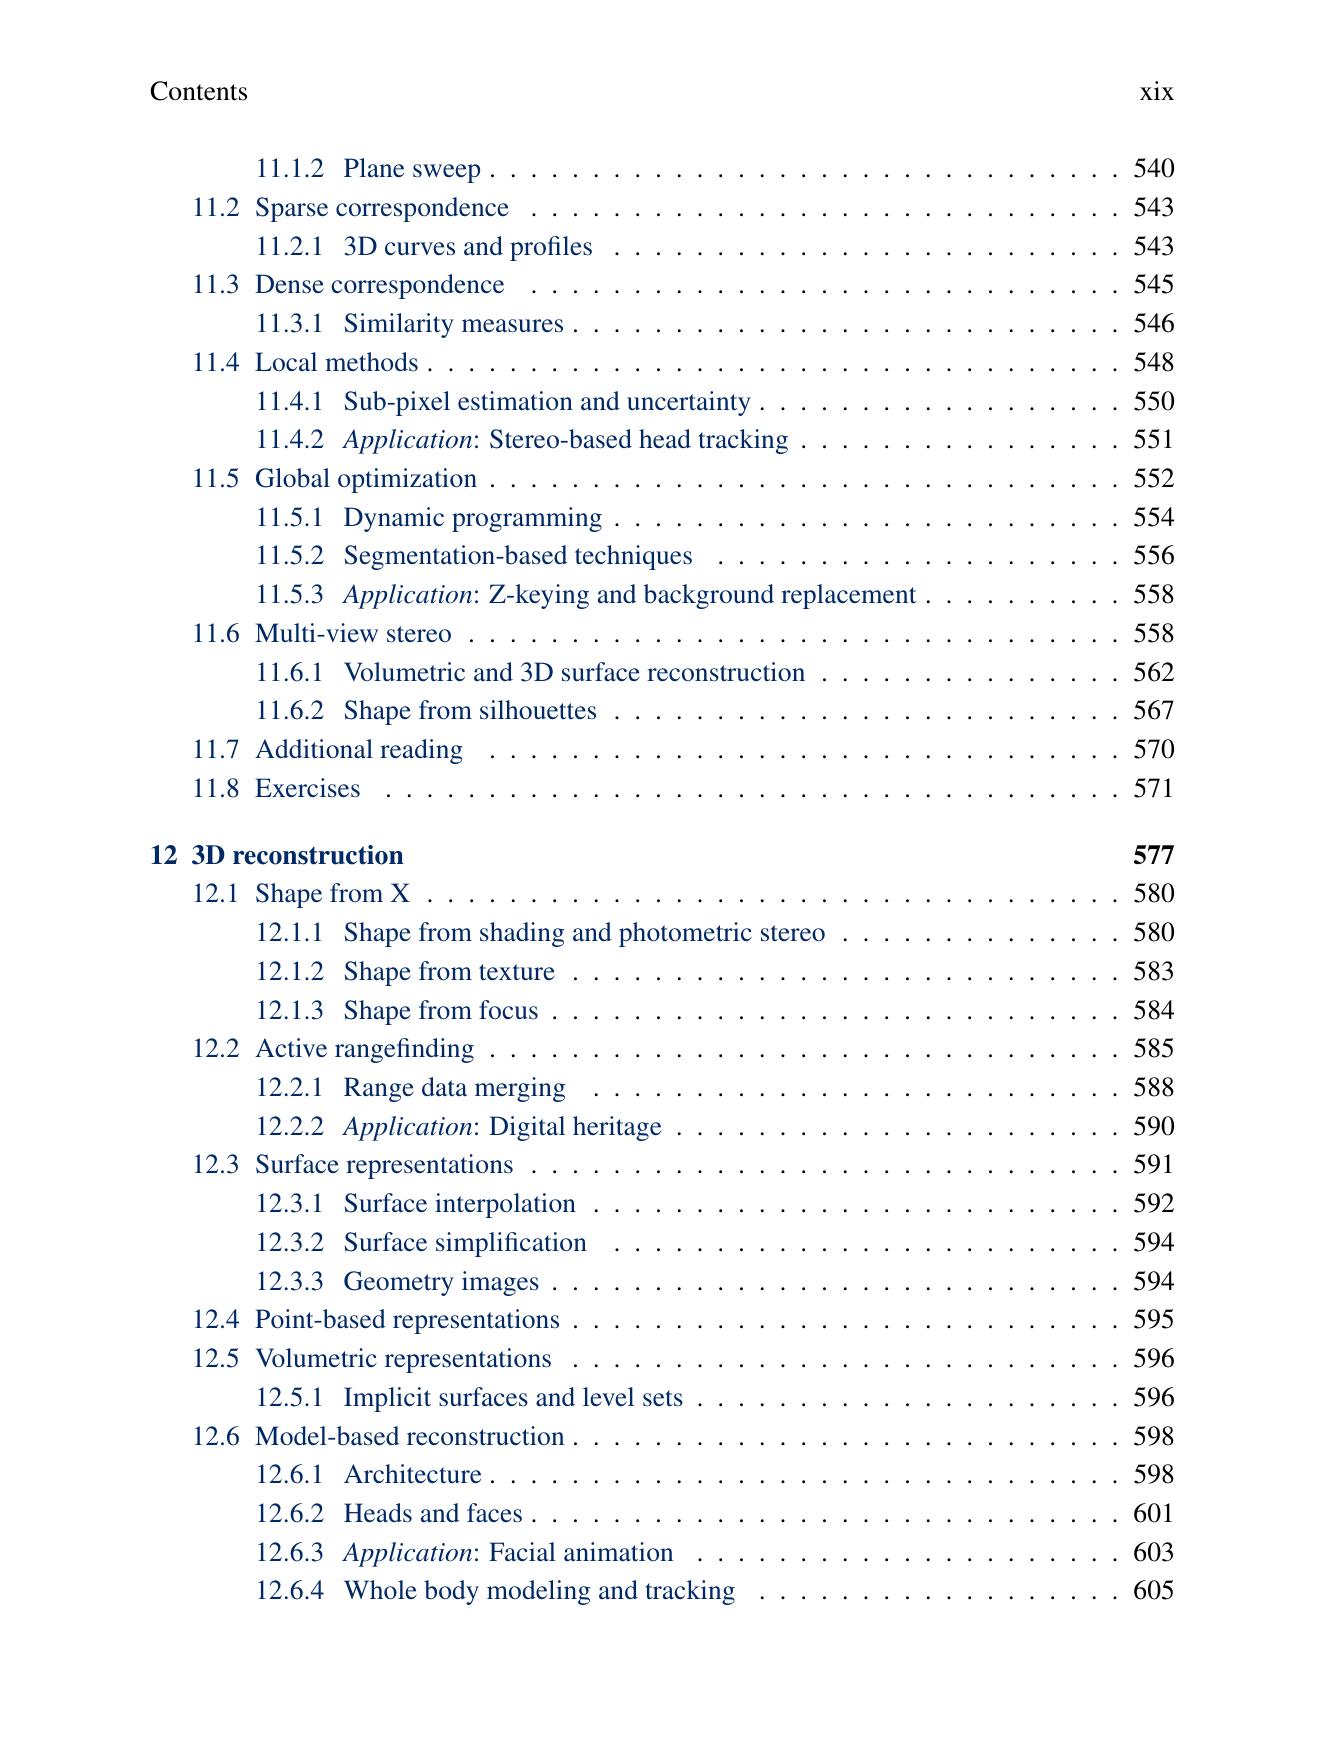 Contents xix
11.1.2 Plane sweep . . . . . . . . . . . . . . . . . . . . . . . . . . . . . . . 540
11.2 Sparse correspondence . . . . . . . . . . . . . . . . . . . . . . . . . . . . . 543
11.2.1 3D curves and profiles . . . . . . . . . . . . . . . . . . . . . . . . . 543
11.3 Dense correspondence . . . . . . . . . . . . . . . . . . . . . . . . . . . . . 545
11.3.1 Similarity measures . . . . . . . . . . . . . . . . . . . . . . . . . . . 546
11.4 Local methods . . . . . . . . . . . . . . . . . . . . . . . . . . . . . . . . . . 548
11.4.1 Sub-pixel estimation and uncertainty . . . . . . . . . . . . . . . . . . 550
11.4.2 Application: Stereo-based head tracking . . . . . . . . . . . . . . . . 551
11.5 Global optimization . . . . . . . . . . . . . . . . . . . . . . . . . . . . . . . 552
11.5.1 Dynamic programming . . . . . . . . . . . . . . . . . . . . . . . . . 554
11.5.2 Segmentation-based techniques . . . . . . . . . . . . . . . . . . . . 556
11.5.3 Application: Z-keying and background replacement . . . . . . . . . . 558
11.6 Multi-view stereo . . . . . . . . . . . . . . . . . . . . . . . . . . . . . . . . 558
11.6.1 Volumetric and 3D surface reconstruction . . . . . . . . . . . . . . . 562
11.6.2 Shape from silhouettes . . . . . . . . . . . . . . . . . . . . . . . . . 567
11.7 Additional reading . . . . . . . . . . . . . . . . . . . . . . . . . . . . . . . 570
11.8 Exercises . . . . . . . . . . . . . . . . . . . . . . . . . . . . . . . . . . . . 571
12 3D reconstruction 577
12.1 Shape from X . . . . . . . . . . . . . . . . . . . . . . . . . . . . . . . . . . 580
12.1.1 Shape from shading and photometric stereo . . . . . . . . . . . . . . 580
12.1.2 Shape from texture . . . . . . . . . . . . . . . . . . . . . . . . . . . 583
12.1.3 Shape from focus . . . . . . . . . . . . . . . . . . . . . . . . . . . . 584
12.2 Active rangefinding . . . . . . . . . . . . . . . . . . . . . . . . . . . . . . . 585
12.2.1 Range data merging . . . . . . . . . . . . . . . . . . . . . . . . . . 588
12.2.2 Application: Digital heritage . . . . . . . . . . . . . . . . . . . . . . 590
12.3 Surface representations . . . . . . . . . . . . . . . . . . . . . . . . . . . . . 591
12.3.1 Surface interpolation . . . . . . . . . . . . . . . . . . . . . . . . . . 592
12.3.2 Surface simplification . . . . . . . . . . . . . . . . . . . . . . . . . 594
12.3.3 Geometry images . . . . . . . . . . . . . . . . . . . . . . . . . . . . 594
12.4 Point-based representations . . . . . . . . . . . . . . . . . . . . . . . . . . . 595
12.5 Volumetric representations . . . . . . . . . . . . . . . . . . . . . . . . . . . 596
12.5.1 Implicit surfaces and level sets . . . . . . . . . . . . . . . . . . . . . 596
12.6 Model-based reconstruction . . . . . . . . . . . . . . . . . . . . . . . . . . . 598
12.6.1 Architecture . . . . . . . . . . . . . . . . . . . . . . . . . . . . . . . 598
12.6.2 Heads and faces . . . . . . . . . . . . . . . . . . . . . . . . . . . . . 601
12.6.3 Application: Facial animation . . . . . . . . . . . . . . . . . . . . . 603
12.6.4 Whole body modeling and tracking . . . . . . . . . . . . . . . . . . 605